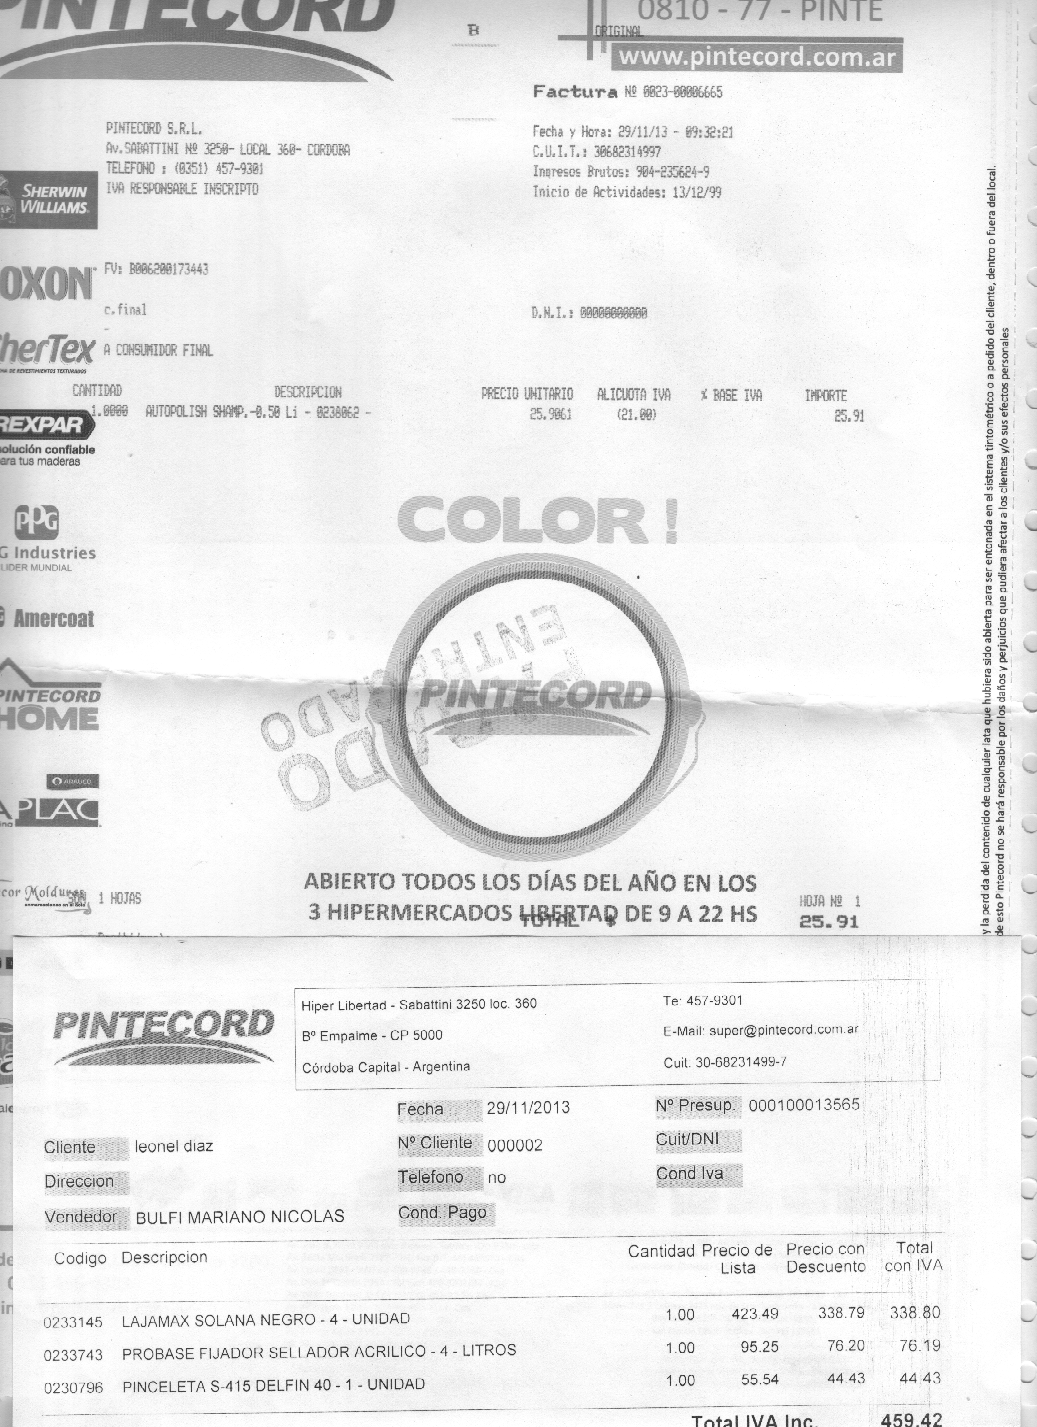 PINTECORD
0810 - 77 - PINTE
B
ORIGINAL
www.pintecord.com.ar
Factura Nº 0023-00006665
PINTECORD S.R.L.
Av.SABATTINI Nº 3250- LOCAL 360- CORDOBA
TELEFONO : (0351) 457-9301
IVA RESPONSABLE INSCRIPTO
Fecha y Hora: 29/11/13 - 09:32:21
C.U.I.T.: 30682314997
Ingresos Brutos: 904-235624-9
Inicio de Actividades: 13/12/99
SHERWIN
WILLIAMS.
OXON
FV: B006200173443
c.final
D.N.I.: 00000000000
herTex
A CONSUMIDOR FINAL
CANTIDAD DESCRIPCION PRECIO UNITARIO ALICUOTA IVA % BASE IVA IMPORTE
1.0000 AUTOPOLISH SHAMP.-0.50 Li - 0238062 - 25.9061 (21.00) 25.91
REXPAR
olución confiable
ara tus maderas
PPG
G Industries
LIDER MUNDIAL
Amercoat
COLOR !
PINTECORD
PINTECORD
HOME
PLAC
cor Molduras
1 HOJAS
ABIERTO TODOS LOS DÍAS DEL AÑO EN LOS
3 HIPERMERCADOS LIBERTAD DE 9 A 22 HS
HOJA Nº 1
TOTAL 25.91
y la perdida del contenido de cualquier lata que hubiera sido abierta para ser entonada en el sistema tintométrico o a pedido del cliente, dentro o fuera del local.
de esto Pintecord no se hará responsable por los daños y perjuicios que pudiera afectar a los clientes y/o sus efectos personales
PINTECORD
Hiper Libertad - Sabattini 3250 loc. 360
Te: 457-9301
Bº Empalme - CP 5000
E-Mail: super@pintecord.com.ar
Córdoba Capital - Argentina
Cuit. 30-68231499-7
Fecha 29/11/2013
Nº Presup. 000100013565
Cliente leonel diaz
Nº Cliente 000002
Cuit/DNI
Direccion
Telefono no
Cond Iva
Vendedor BULFI MARIANO NICOLAS
Cond. Pago
Codigo Descripcion Cantidad Precio de Lista Precio con Descuento Total con IVA
0233145 LAJAMAX SOLANA NEGRO - 4 - UNIDAD 1.00 423.49 338.79 338.80
0233743 PROBASE FIJADOR SELLADOR ACRILICO - 4 - LITROS 1.00 95.25 76.20 76.19
0230796 PINCELETA S-415 DELFIN 40 - 1 - UNIDAD 1.00 55.54 44.43 44.43
Total IVA Inc. 459.42